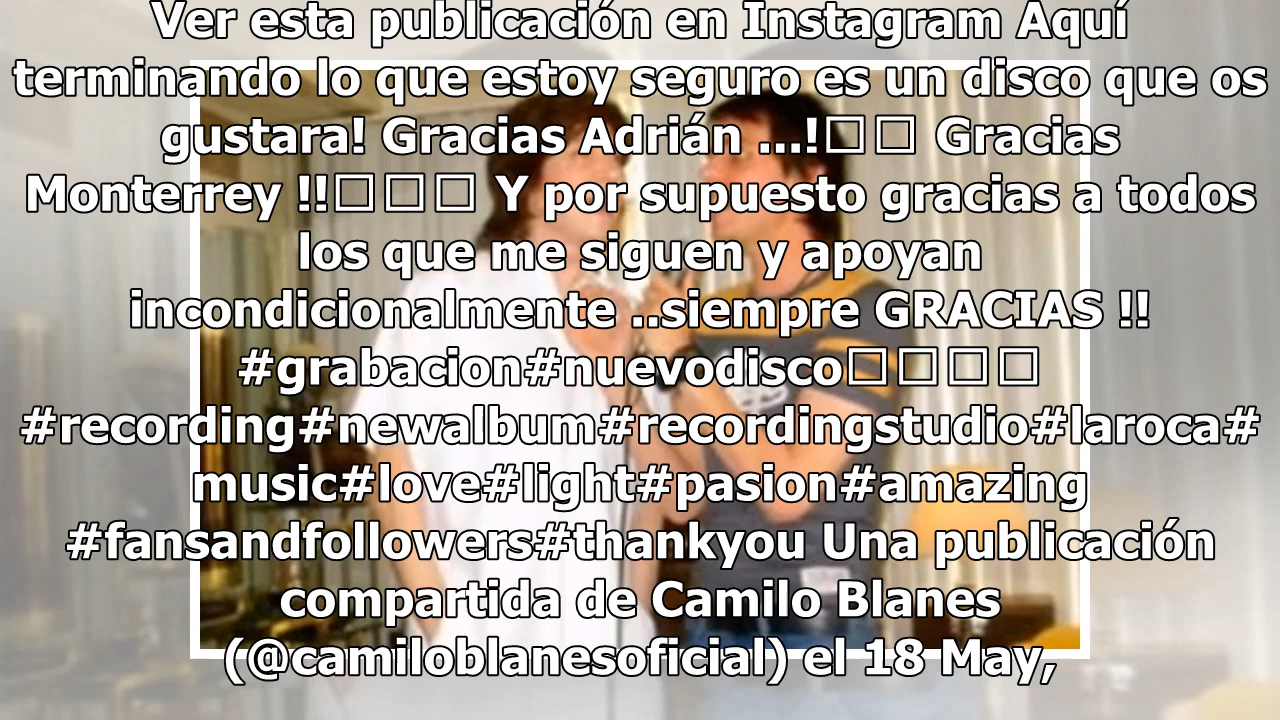 Ver esta publicación en Instagram Aquí
terminando lo que estoy seguro es un disco que os
gustara! Gracias Adrián ...!□□ Gracias
Monterrey !!□□□ Y por supuesto gracias a todos
los que me siguen y apoyan
incondicionalmente ..siempre GRACIAS !!
#grabacion#nuevodisco□□□□
#recording#newalbum#recordingstudio#laroca#
music#love#light#pasion#amazing
#fansandfollowers#thankyou Una publicación
compartida de Camilo Blanes
(@camiloblanesoficial) el 18 May,